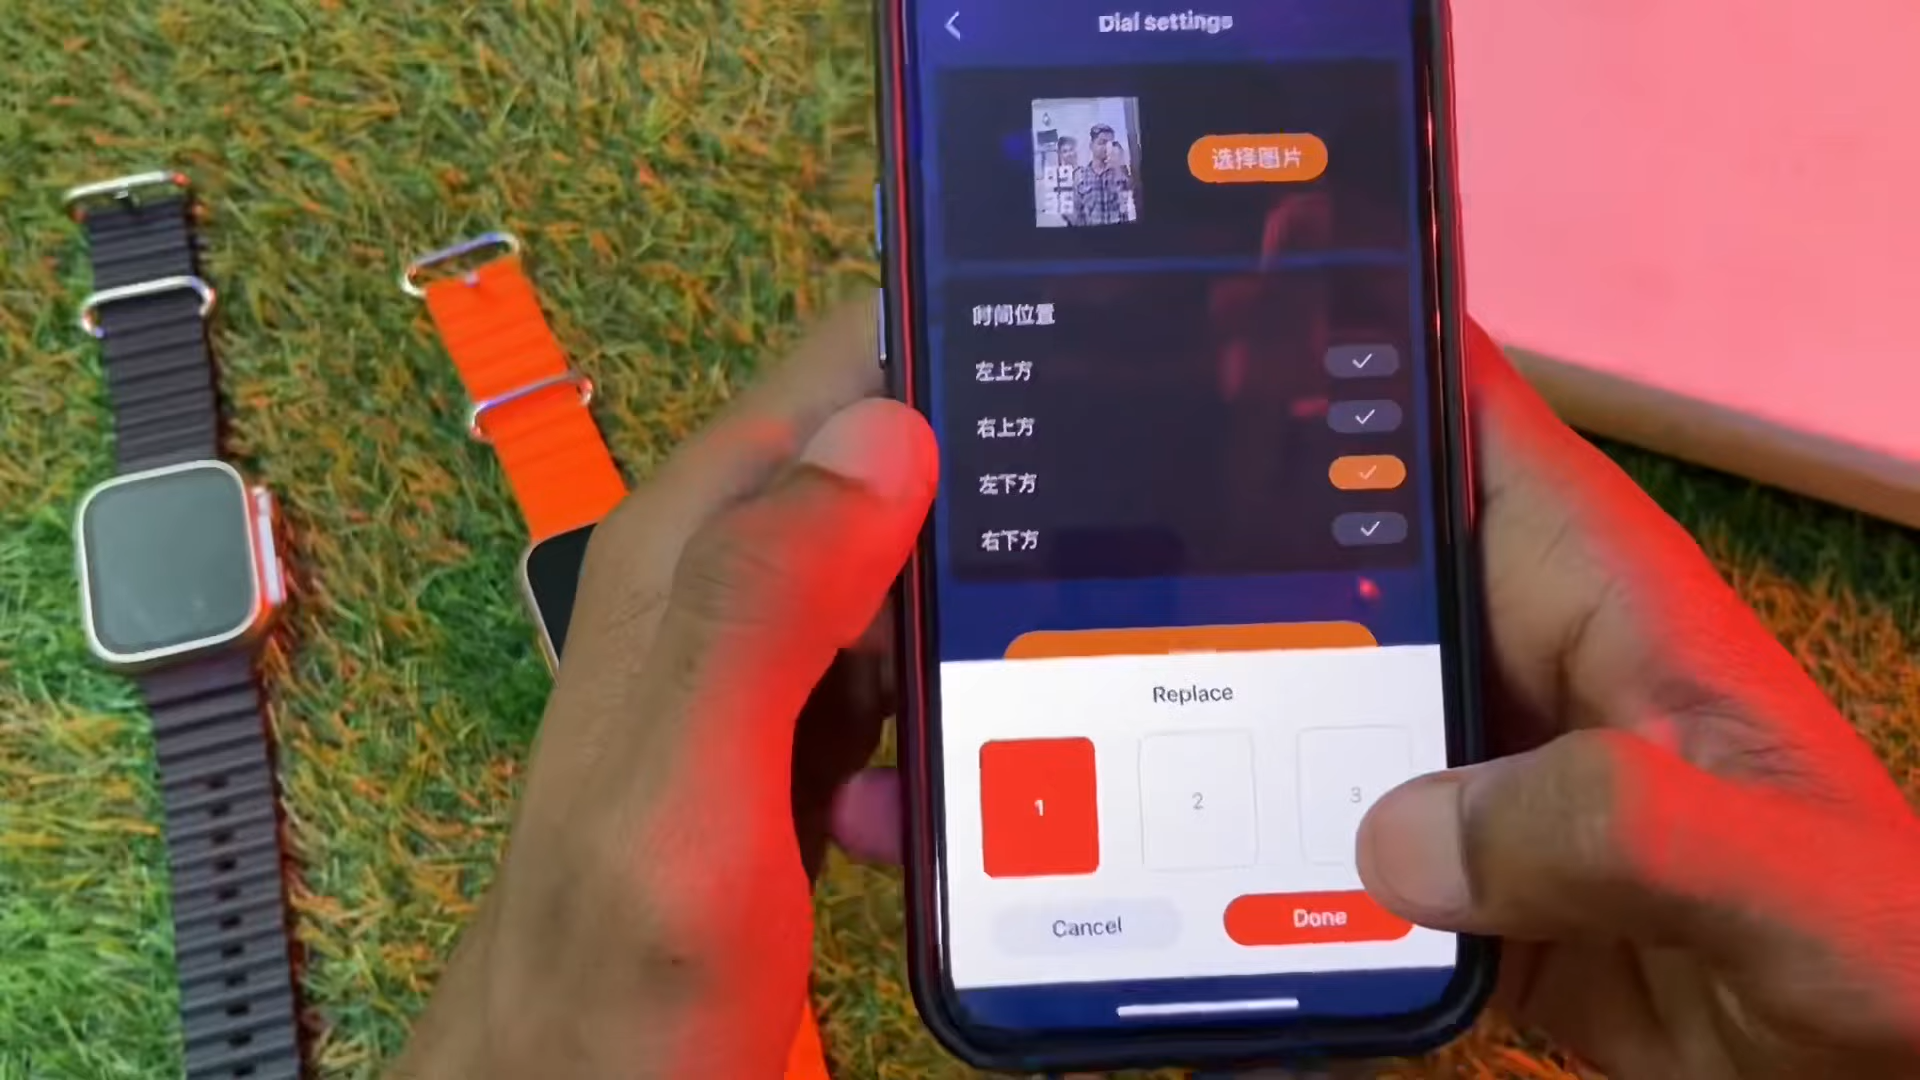 Dial settings
选择图片
时间位置
左上方
右上方
左下方
右下方
Replace
1
2
3
Cancel
Done